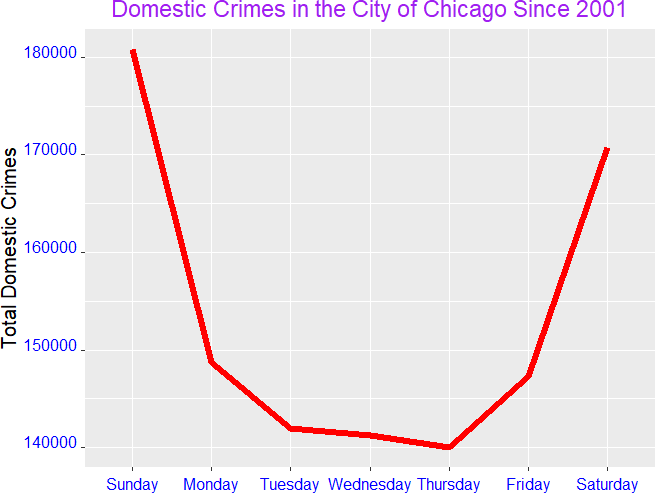 Domestic Crimes in the City of Chicago Since 2001
Total Domestic Crimes
180000
170000
160000
150000
140000
Sunday Monday Tuesday Wednesday Thursday Friday Saturday